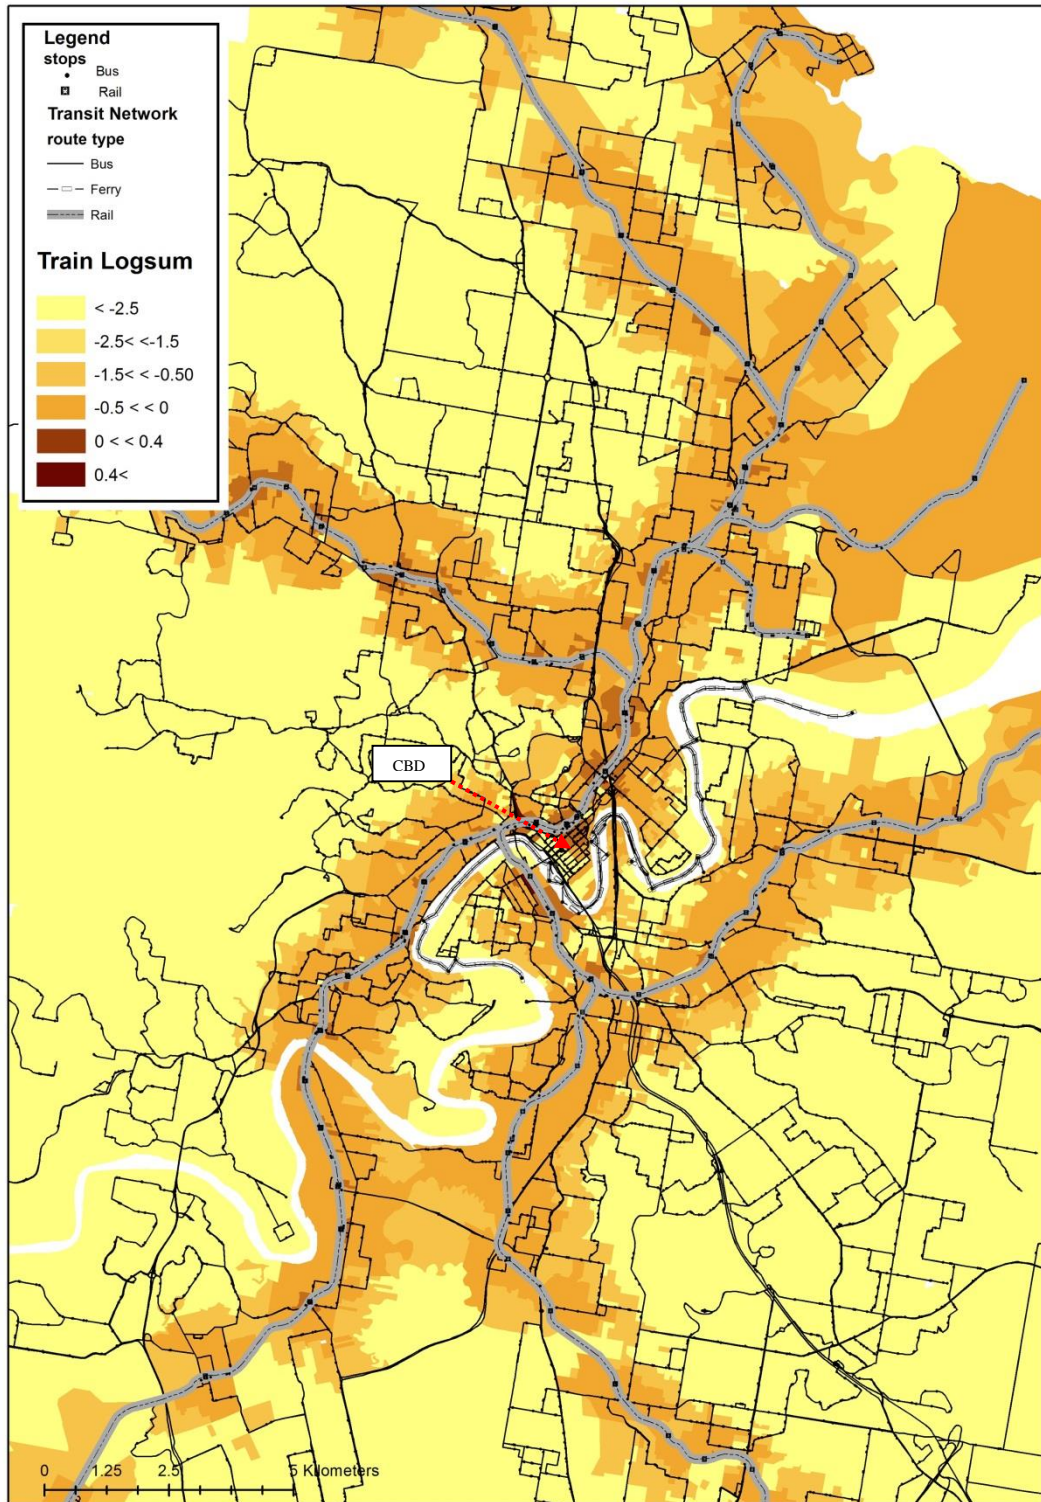 Legend
stops
Bus
Rail
Transit Network
route type
Bus
Ferry
Rail
Train Logsum
< -2.5
-2.5< <-1.5
-1.5< < -0.50
-0.5 < < 0
0 < < 0.4
0.4<
CBD
0 1.25 2.5 5 Kilometers